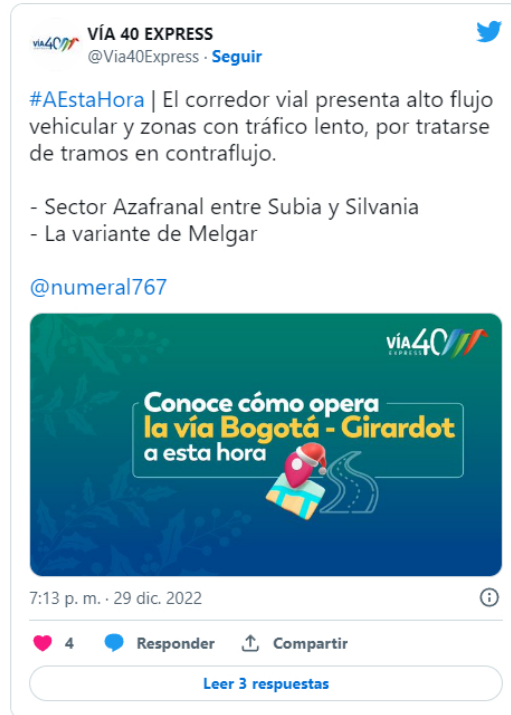 VÍA 40 EXPRESS
@Via40Express · Seguir
#AEstaHora | El corredor vial presenta alto flujo
vehicular y zonas con tráfico lento, por tratarse
de tramos en contraflujo.
- Sector Azafranal entre Subia y Silvania
- La variante de Melgar
@numeral767
VÍA40
EXPRESS
Conoce cómo opera
la vía Bogotá - Girardot
a esta hora
7:13 p. m. · 29 dic. 2022
4 Responder Compartir
Leer 3 respuestas